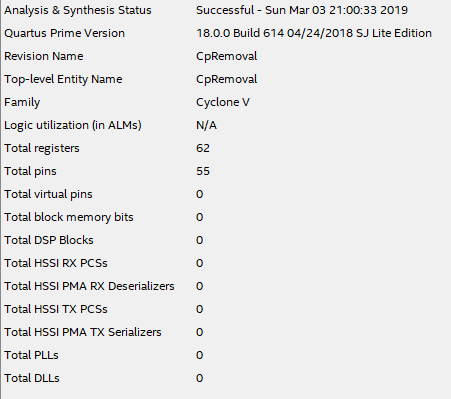 Analysis & Synthesis Status Successful - Sun Mar 03 21:00:33 2019
Quartus Prime Version 18.0.0 Build 614 04/24/2018 SJ Lite Edition
Revision Name CpRemoval
Top-level Entity Name CpRemoval
Family Cyclone V
Logic utilization (in ALMs) N/A
Total registers 62
Total pins 55
Total virtual pins 0
Total block memory bits 0
Total DSP Blocks 0
Total HSSI RX PCSs 0
Total HSSI PMA RX Deserializers 0
Total HSSI TX PCSs 0
Total HSSI PMA TX Serializers 0
Total PLLs 0
Total DLLs 0